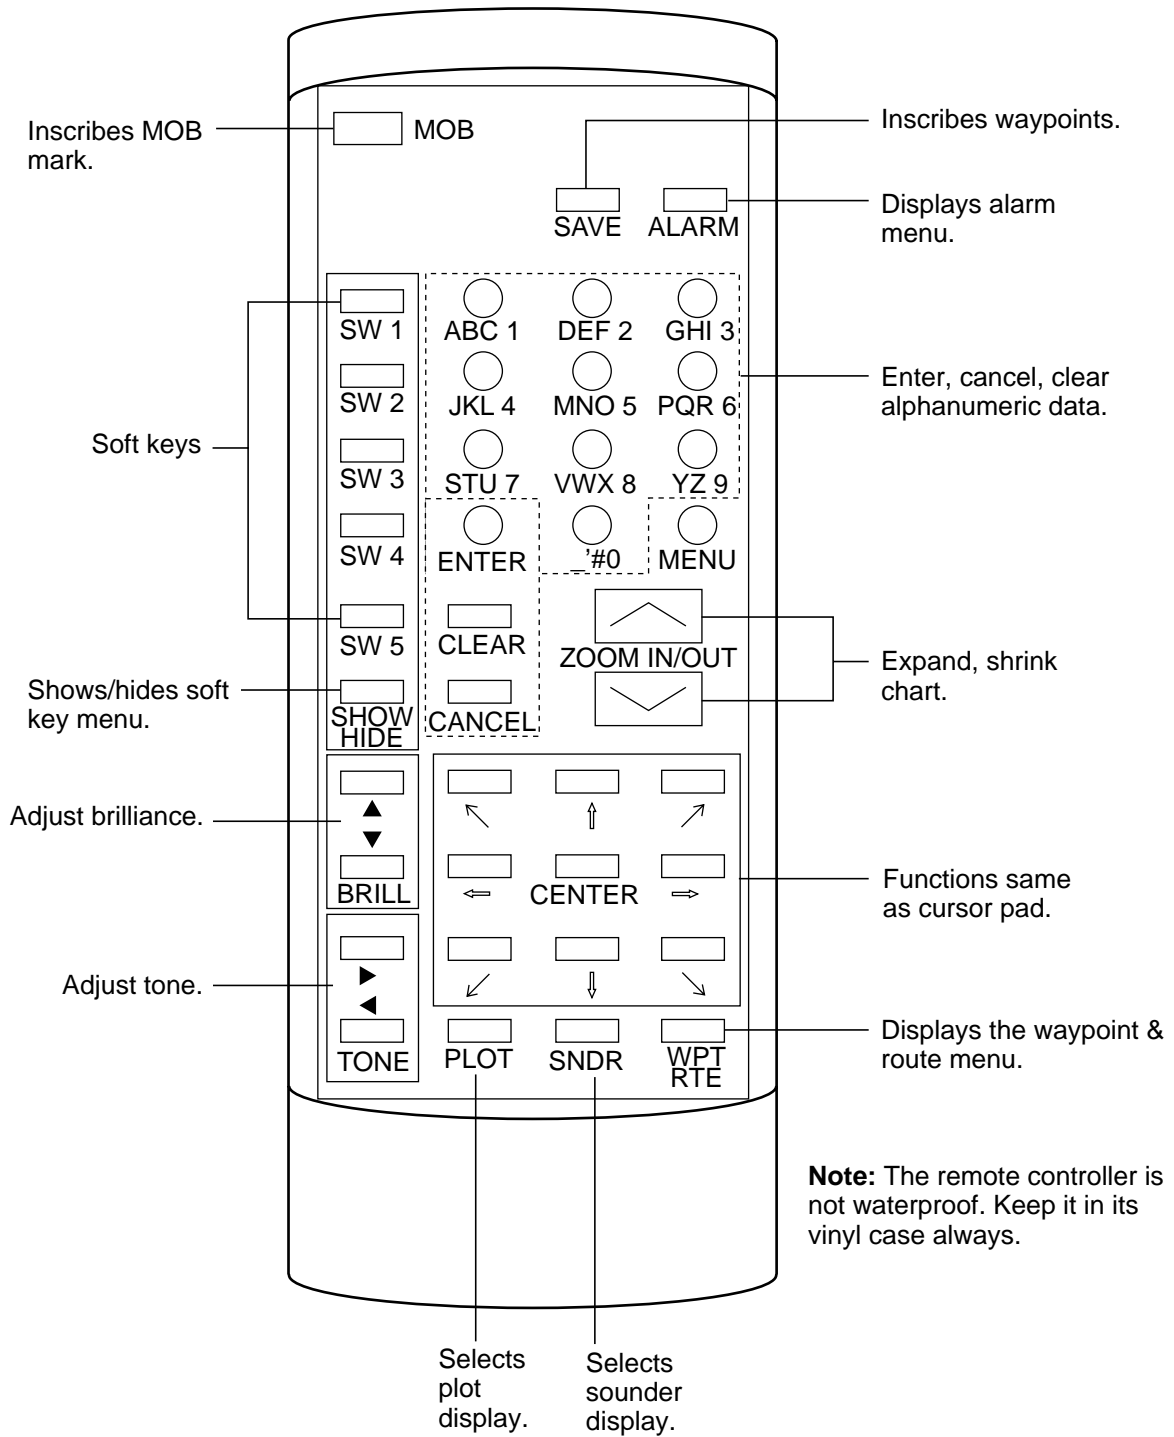 Inscribes MOB
mark.
MOB
Inscribes waypoints.
SAVE
ALARM
Displays alarm
menu.
Soft keys
SW 1
SW 2
SW 3
SW 4
SW 5
ABC 1
DEF 2
GHI 3
JKL 4
MNO 5
PQR 6
STU 7
VWX 8
YZ 9
ENTER
_'#0
MENU
Enter, cancel, clear
alphanumeric data.
CLEAR
CANCEL
ZOOM IN/OUT
Expand, shrink
chart.
Shows/hides soft
key menu.
SHOW
HIDE
Adjust brilliance.
BRILL
CENTER
Functions same
as cursor pad.
Adjust tone.
TONE
PLOT
SNDR
WPT
RTE
Displays the waypoint &
route menu.
Note: The remote controller is
not waterproof. Keep it in its
vinyl case always.
Selects
plot
display.
Selects
sounder
display.